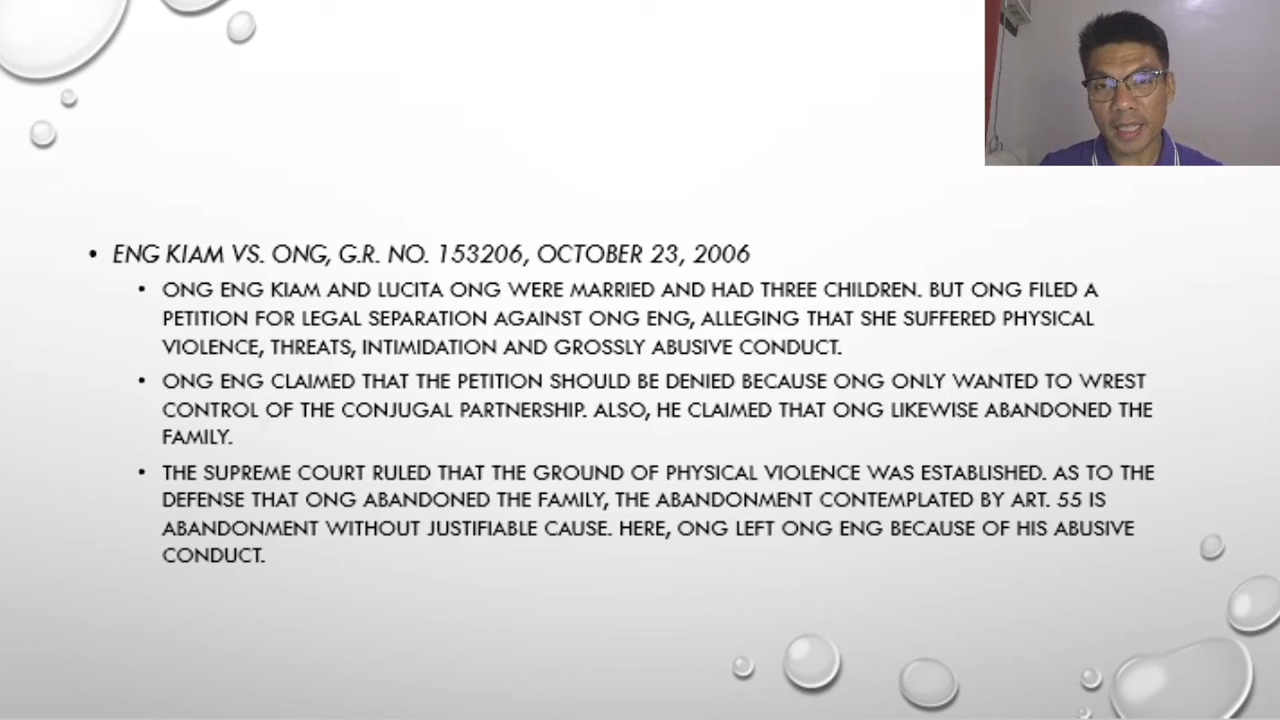 • ENG KIAM VS. ONG, G.R. NO. 153206, OCTOBER 23, 2006
• ONG ENG KIAM AND LUCITA ONG WERE MARRIED AND HAD THREE CHILDREN. BUT ONG FILED A
PETITION FOR LEGAL SEPARATION AGAINST ONG ENG, ALLEGING THAT SHE SUFFERED PHYSICAL
VIOLENCE, THREATS, INTIMIDATION AND GROSSLY ABUSIVE CONDUCT.
• ONG ENG CLAIMED THAT THE PETITION SHOULD BE DENIED BECAUSE ONG ONLY WANTED TO WREST
CONTROL OF THE CONJUGAL PARTNERSHIP. ALSO, HE CLAIMED THAT ONG LIKEWISE ABANDONED THE
FAMILY.
• THE SUPREME COURT RULED THAT THE GROUND OF PHYSICAL VIOLENCE WAS ESTABLISHED. AS TO THE
DEFENSE THAT ONG ABANDONED THE FAMILY, THE ABANDONMENT CONTEMPLATED BY ART. 55 IS
ABANDONMENT WITHOUT JUSTIFIABLE CAUSE. HERE, ONG LEFT ONG ENG BECAUSE OF HIS ABUSIVE
CONDUCT.